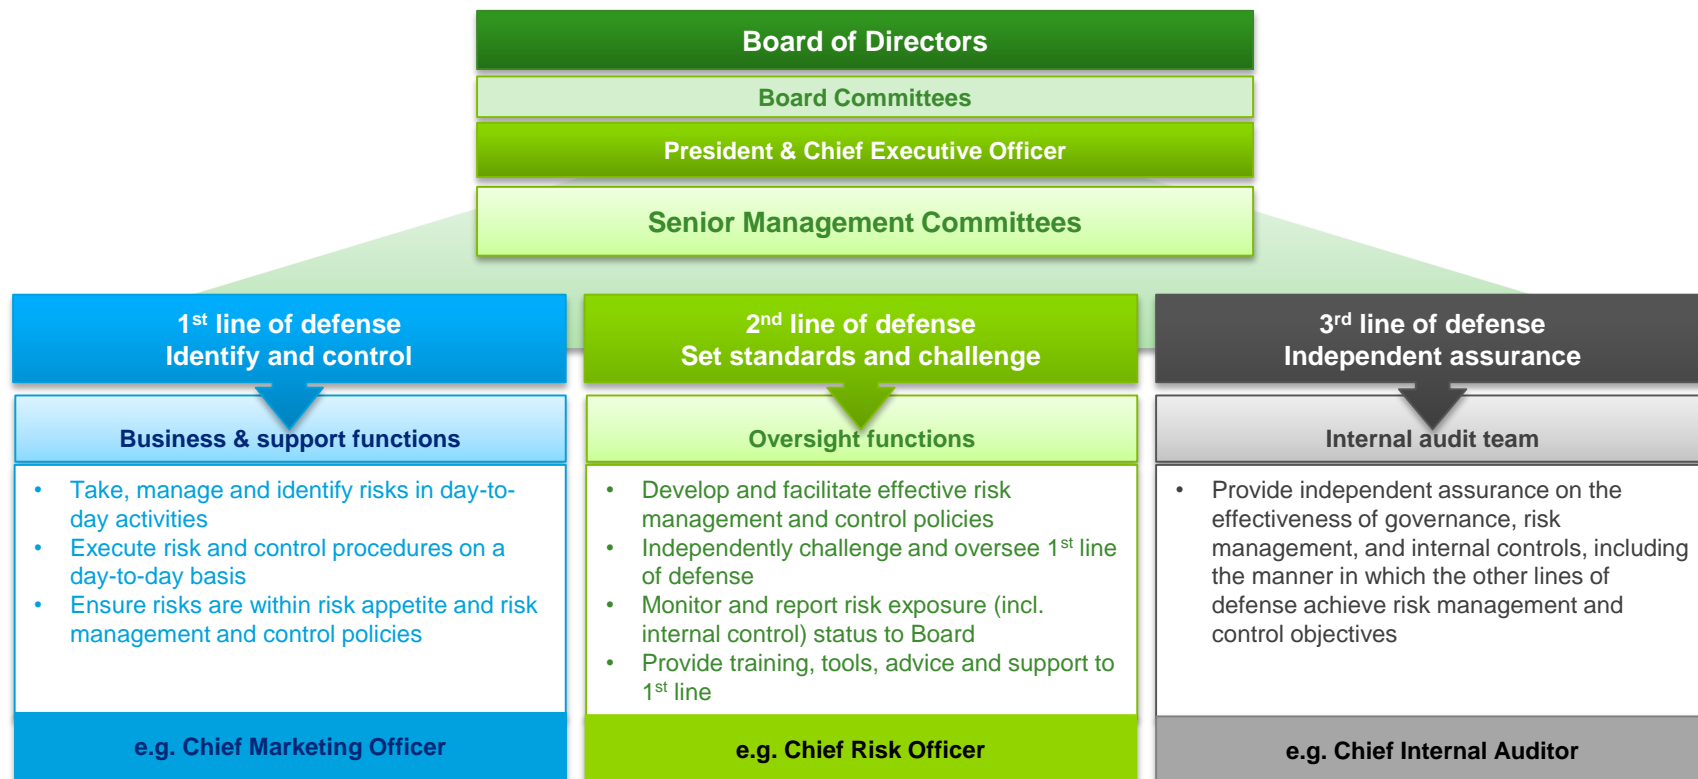 Board of Directors
Board Committees
President & Chief Executive Officer
Senior Management Committees
1st line of defense
Identify and control
Business & support functions
• Take, manage and identify risks in day-to-
day activities
• Execute risk and control procedures on a
day-to-day basis
• Ensure risks are within risk appetite and risk
management and control policies
e.g. Chief Marketing Officer
2nd line of defense
Set standards and challenge
Oversight functions
• Develop and facilitate effective risk
management and control policies
• Independently challenge and oversee 1st line
of defense
• Monitor and report risk exposure (incl.
internal control) status to Board
• Provide training, tools, advice and support to
1st line
e.g. Chief Risk Officer
3rd line of defense
Independent assurance
Internal audit team
• Provide independent assurance on the
effectiveness of governance, risk
management, and internal controls, including
the manner in which the other lines of
defense achieve risk management and
control objectives
e.g. Chief Internal Auditor